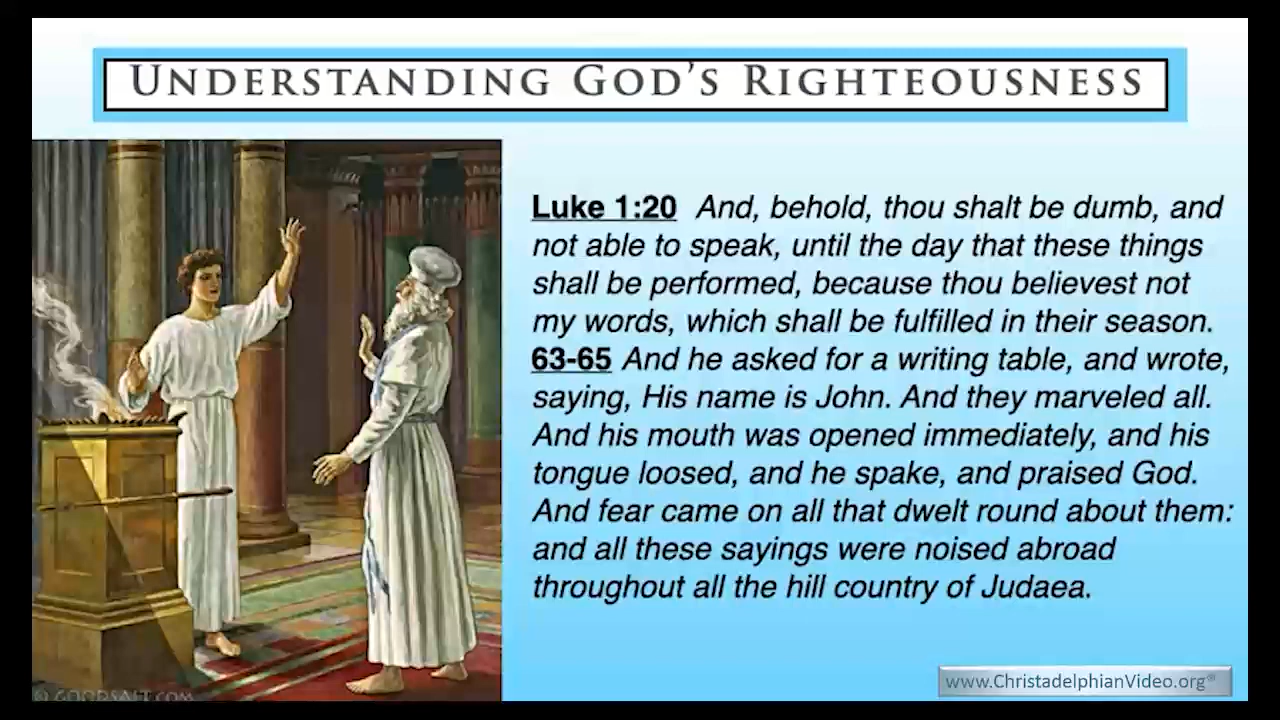 UNDERSTANDING GOD'S RIGHTEOUSNESS
Luke 1:20 And, behold, thou shalt be dumb, and
not able to speak, until the day that these things
shall be performed, because thou believest not
my words, which shall be fulfilled in their season.
63-65 And he asked for a writing table, and wrote,
saying, His name is John. And they marveled all.
And his mouth was opened immediately, and his
tongue loosed, and he spake, and praised God.
And fear came on all that dwelt round about them:
and all these sayings were noised abroad
throughout all the hill country of Judaea.
© GOODSALT.COM
www.ChristadelphianVideo.org®